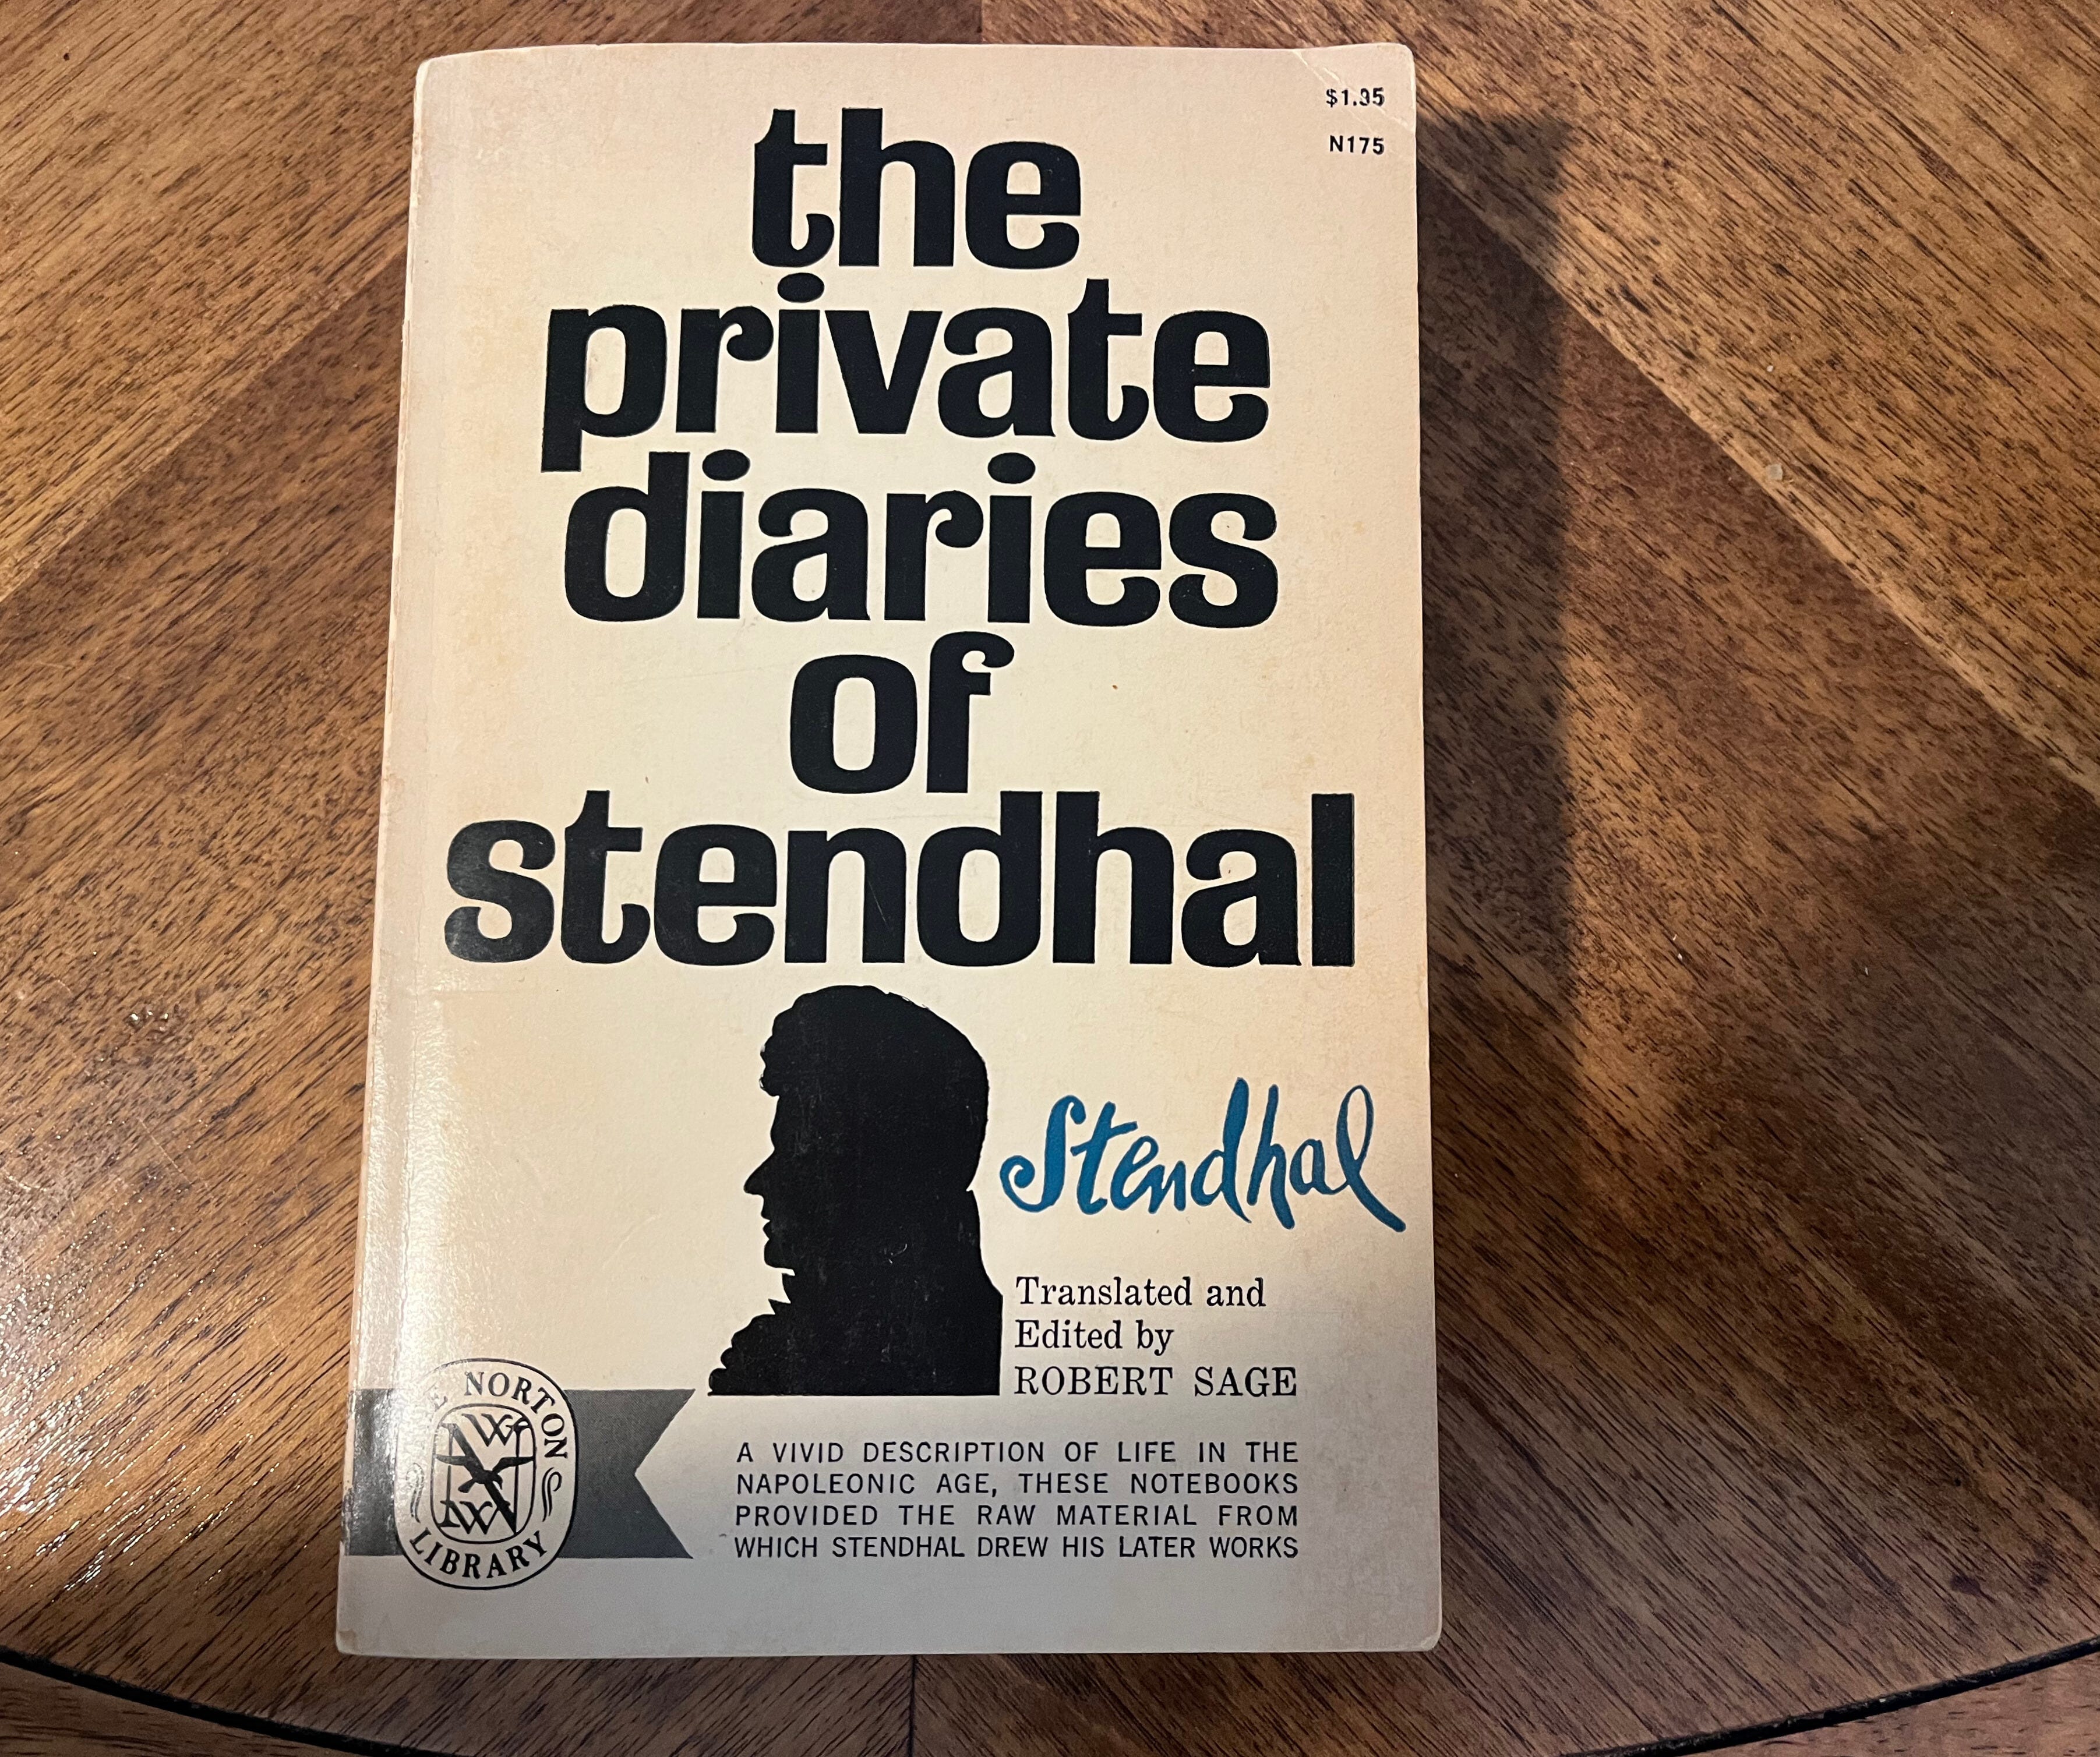 $1.95
N175
the
private
diaries
of
stendhal
Stendhal
Translated and
Edited by
ROBERT SAGE
THE NORTON
LIBRARY
A VIVID DESCRIPTION OF LIFE IN THE
NAPOLEONIC AGE, THESE NOTEBOOKS
PROVIDED THE RAW MATERIAL FROM
WHICH STENDHAL DREW HIS LATER WORKS